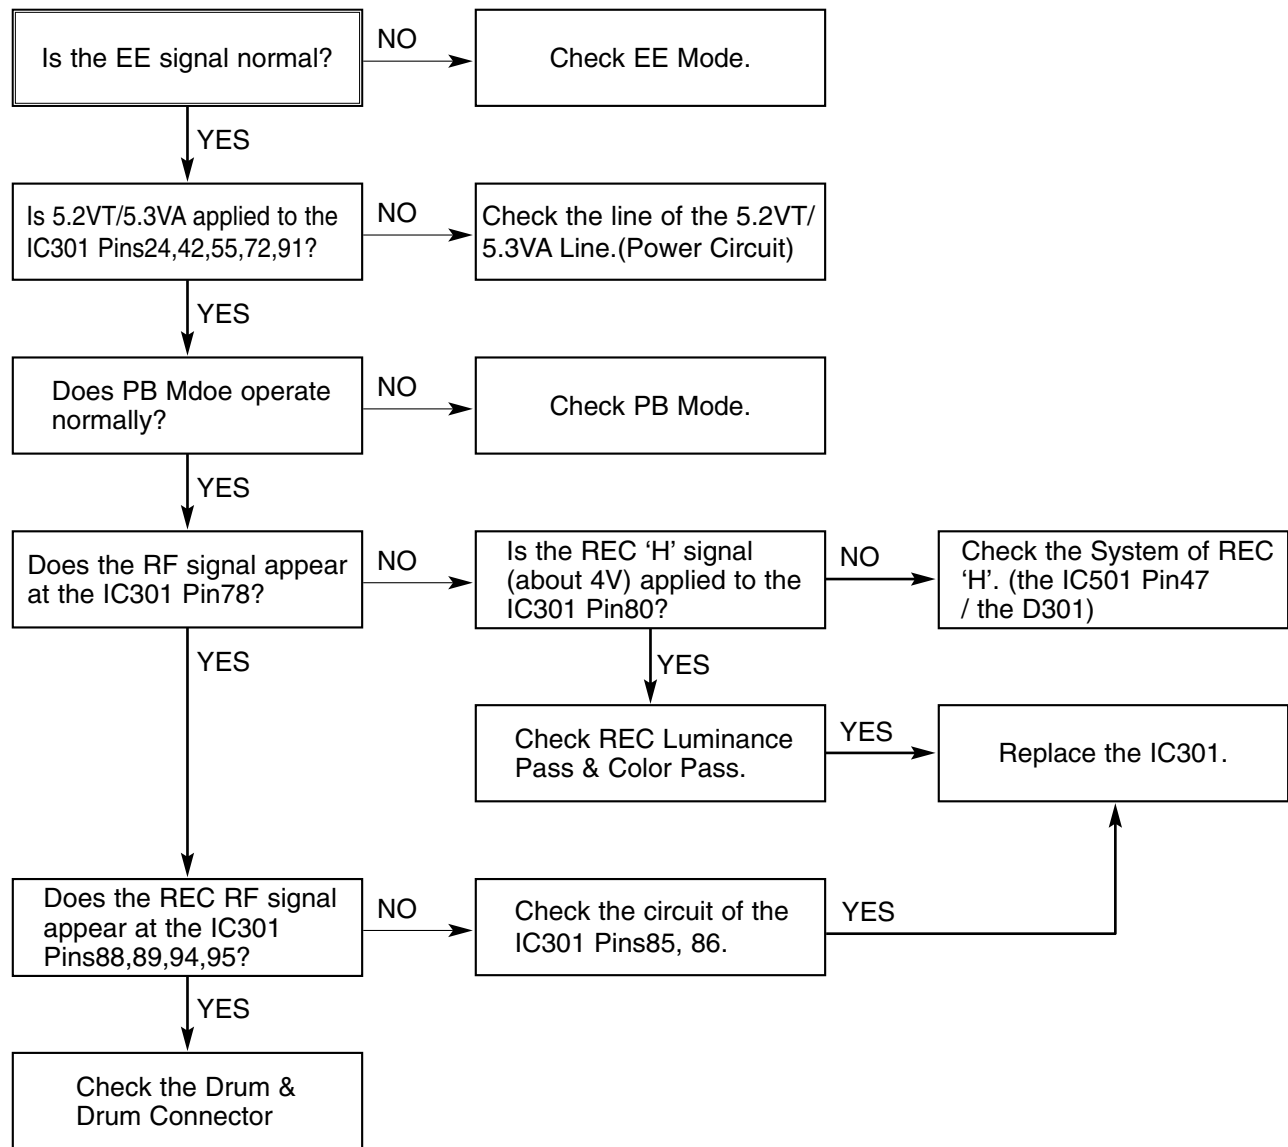 Is the EE signal normal?
NO
Check EE Mode.
YES
Is 5.2VT/5.3VA applied to the
IC301 Pins24,42,55,72,91?
NO
Check the line of the 5.2VT/
5.3VA Line.(Power Circuit)
YES
Does PB Mdoe operate
normally?
NO
Check PB Mode.
YES
Does the RF signal appear
at the IC301 Pin78?
NO
Is the REC ‘H’ signal
(about 4V) applied to the
IC301 Pin80?
NO
Check the System of REC
‘H’. (the IC501 Pin47
/ the D301)
YES
YES
Check REC Luminance
Pass & Color Pass.
YES
Replace the IC301.
Does the REC RF signal
appear at the IC301
Pins88,89,94,95?
NO
Check the circuit of the
IC301 Pins85, 86.
YES
YES
Check the Drum &
Drum Connector